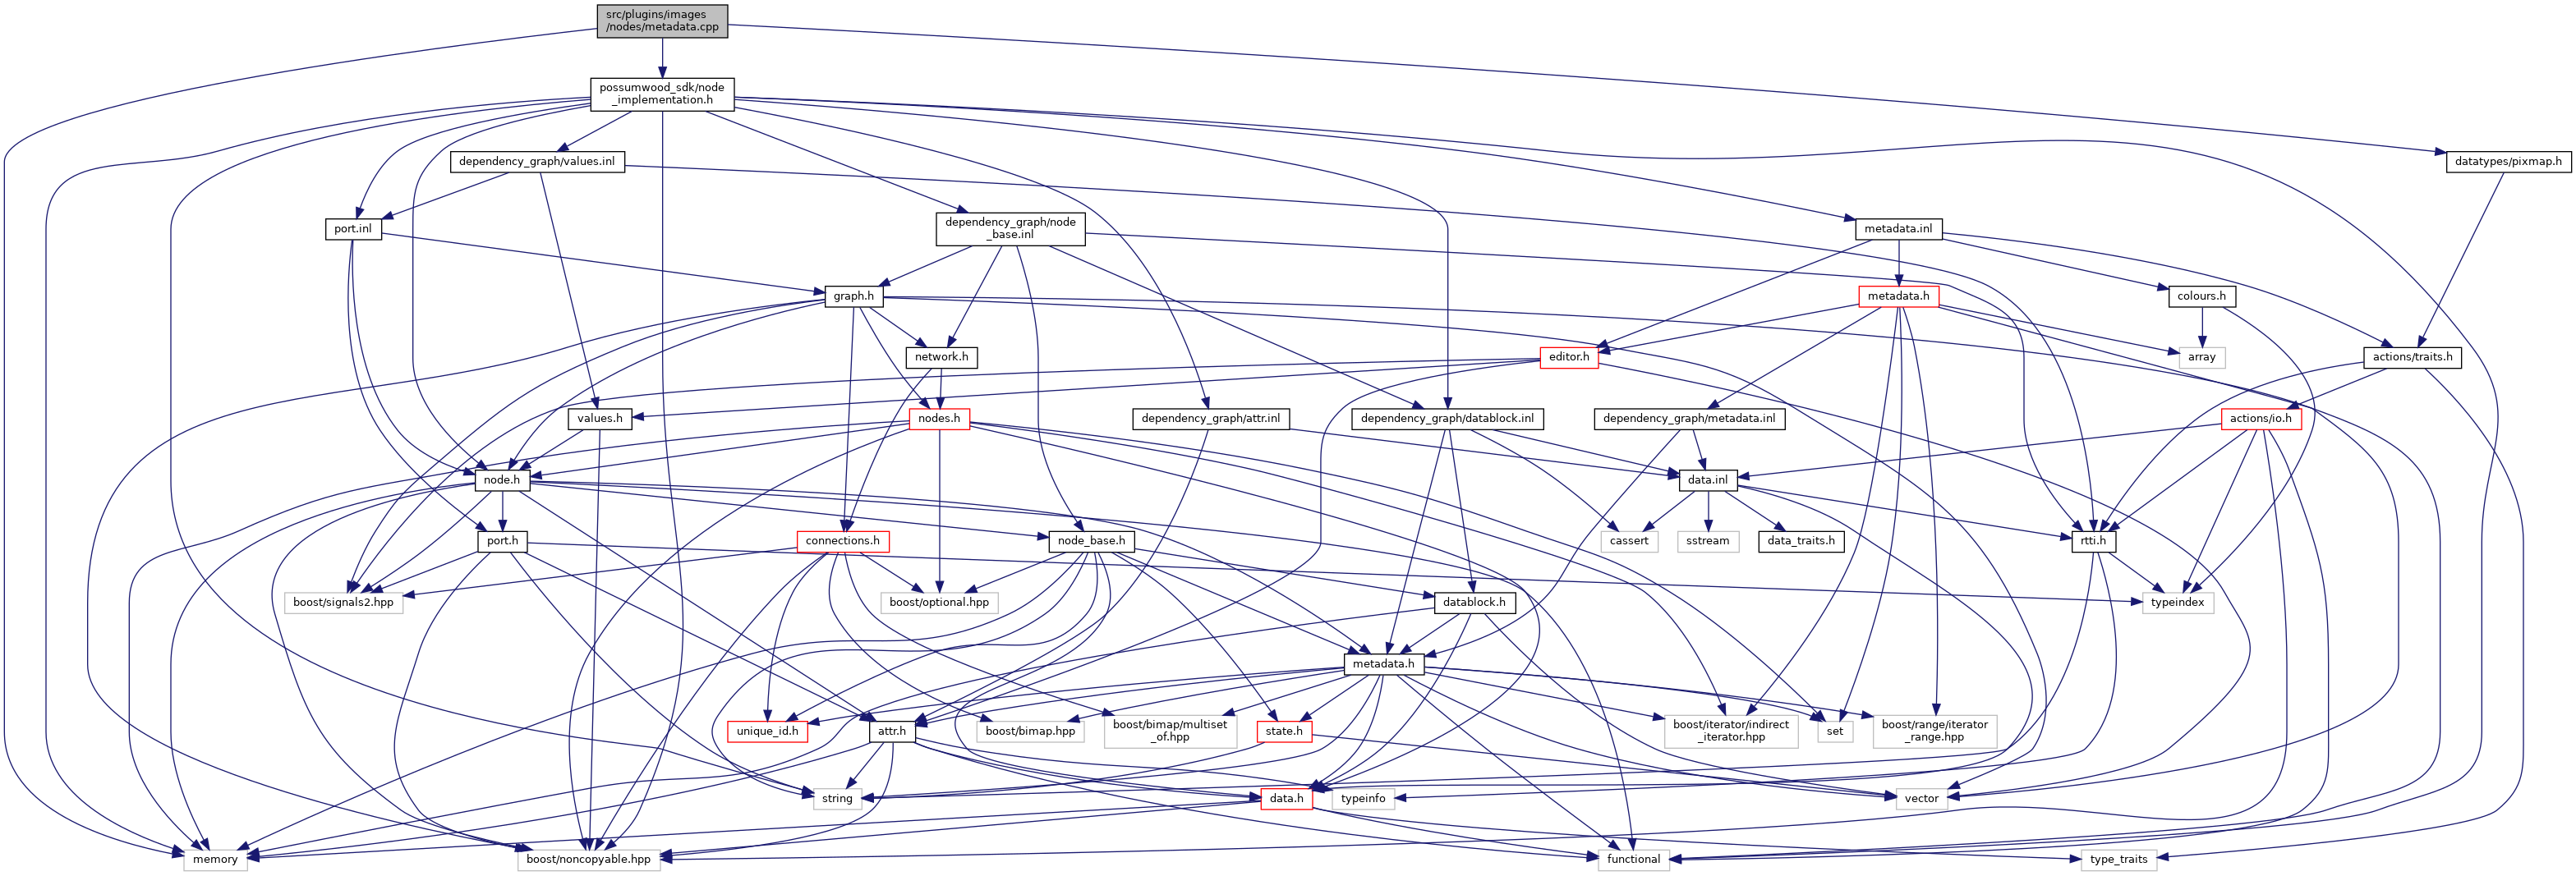 src/plugins/images
/nodes/metadata.cpp
possumwood_sdk/node
_implementation.h
dependency_graph/values.inl
datatypes/pixmap.h
port.inl
dependency_graph/node
_base.inl
metadata.inl
graph.h
metadata.h
colours.h
network.h
editor.h
array
actions/traits.h
values.h
nodes.h
dependency_graph/attr.inl
dependency_graph/datablock.inl
dependency_graph/metadata.inl
actions/io.h
node.h
data.inl
port.h
connections.h
node_base.h
cassert
sstream
data_traits.h
rtti.h
boost/signals2.hpp
boost/optional.hpp
datablock.h
typeindex
metadata.h
unique_id.h
attr.h
boost/bimap.hpp
boost/bimap/multiset
_of.hpp
state.h
boost/iterator/indirect
_iterator.hpp
set
boost/range/iterator
_range.hpp
string
data.h
typeinfo
vector
memory
boost/noncopyable.hpp
functional
type_traits